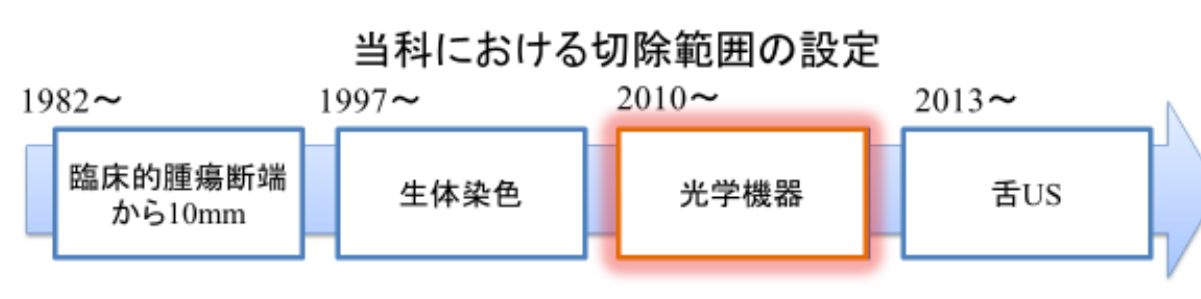 当科における切除範囲の設定
1982〜
1997〜
2010〜
2013〜
臨床的腫瘍断端
から10mm
生体染色
光学機器
舌US